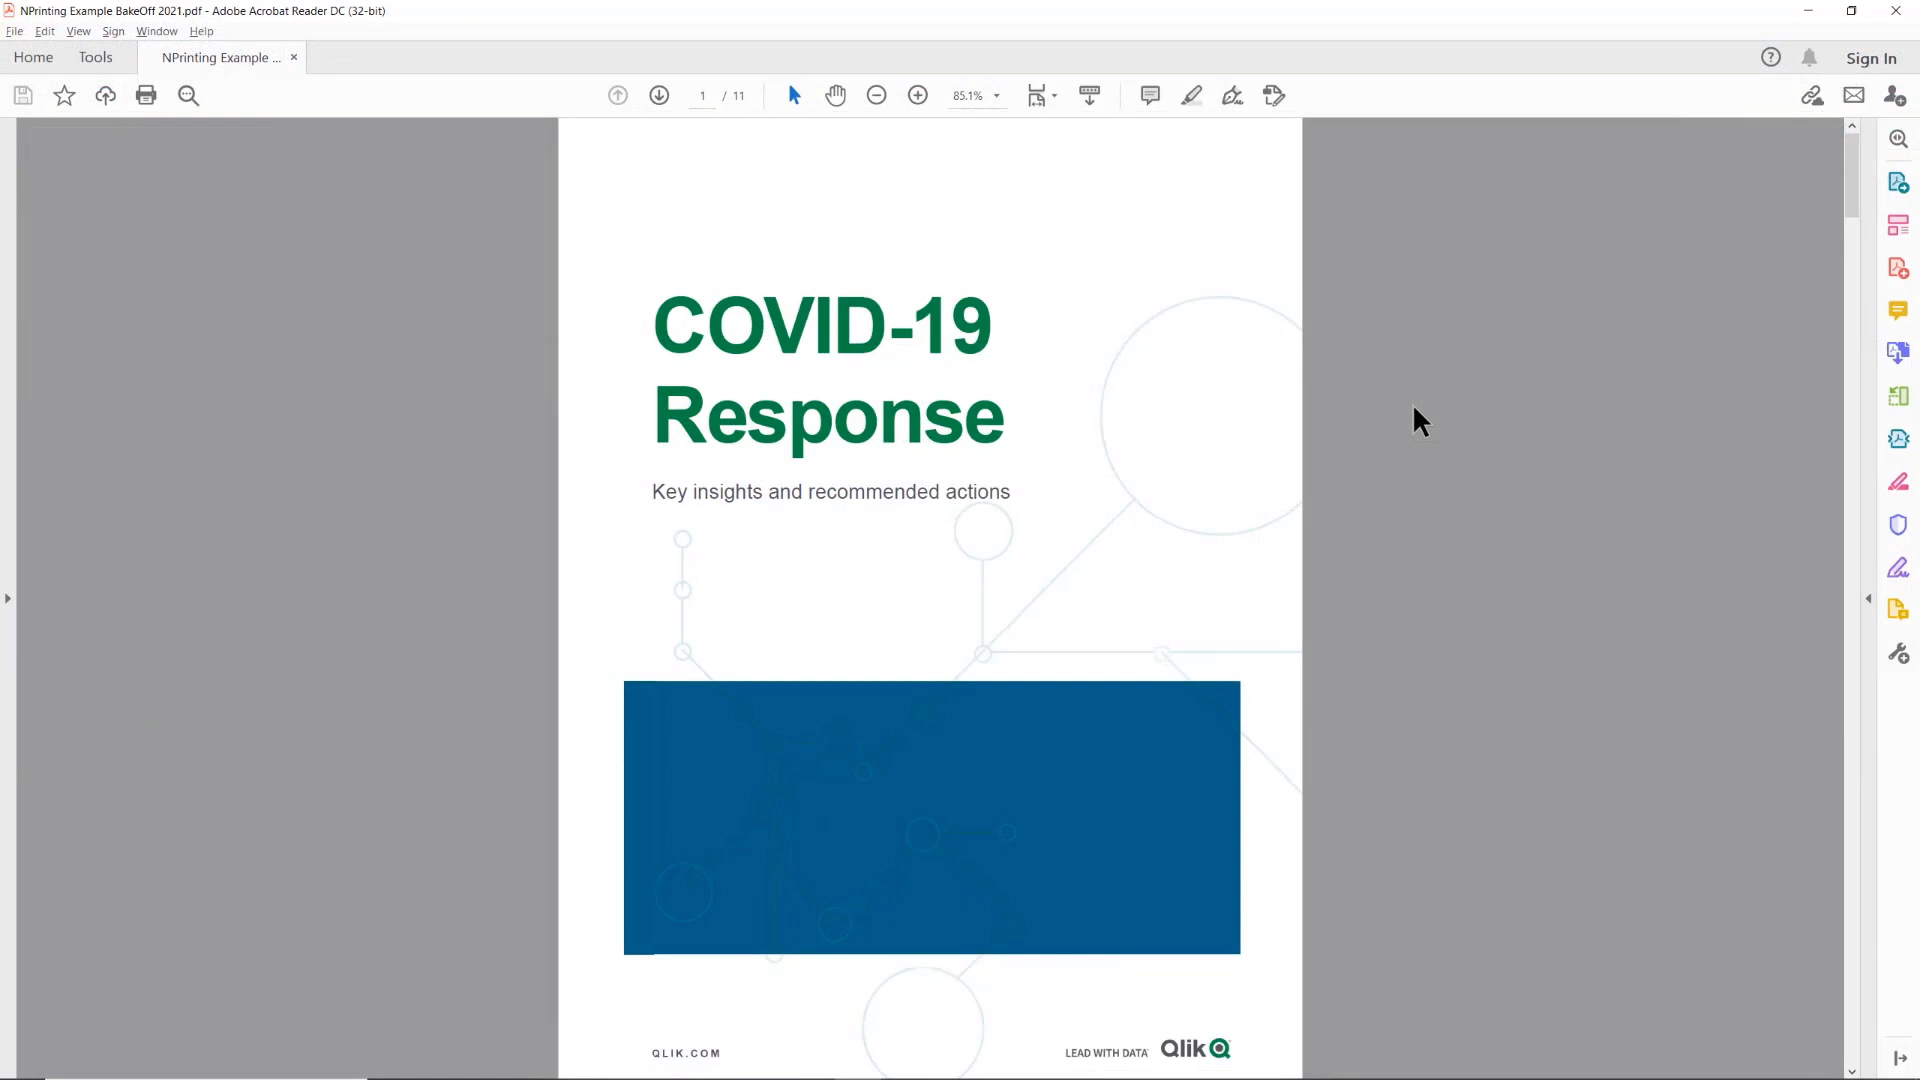 NPrinting Example BakeOff 2021.pdf - Adobe Acrobat Reader DC (32-bit)
File Edit View Sign Window Help
Home Tools NPrinting Example ... × Sign In
1 / 11 85.1%
COVID-19
Response
Key insights and recommended actions
QLIK.COM LEAD WITH DATA Qlik